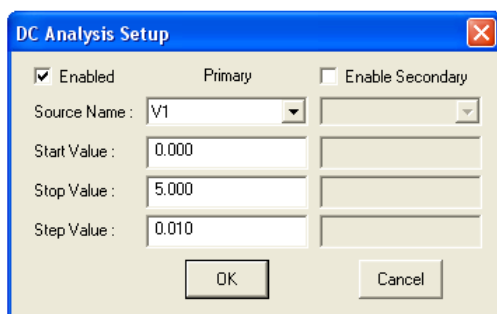 DC Analysis Setup
Enabled Primary Enable Secondary
Source Name : V1
Start Value : 0.000
Stop Value : 5.000
Step Value : 0.010
OK Cancel